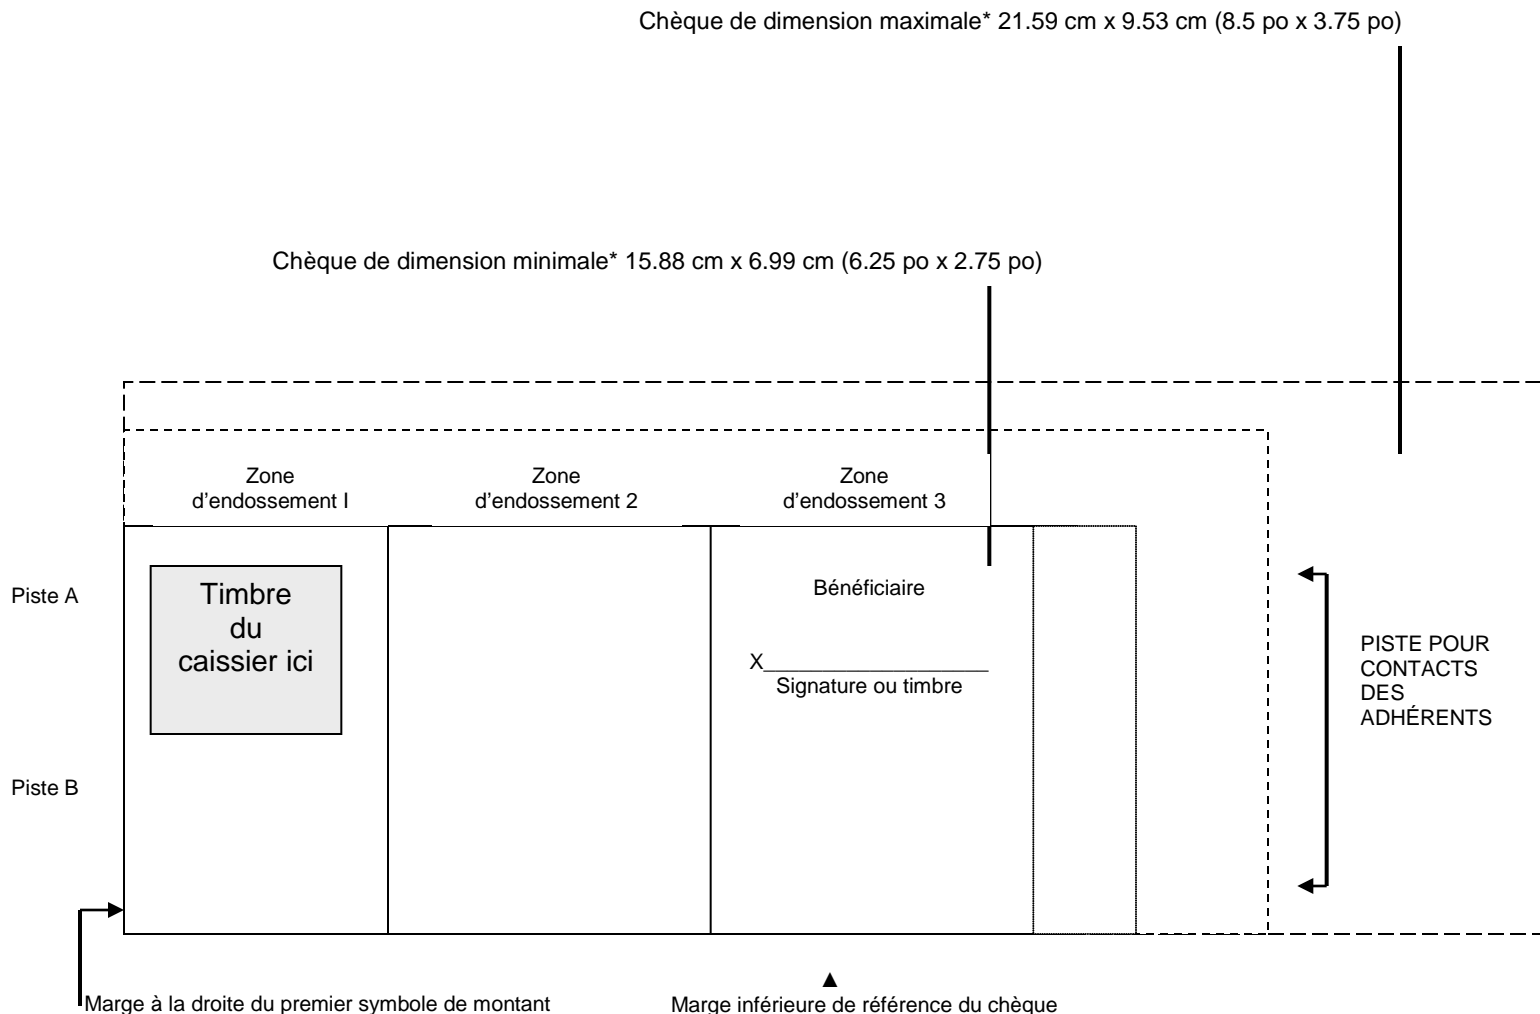 Chèque de dimension maximale* 21.59 cm x 9.53 cm (8.5 po x 3.75 po)
Chèque de dimension minimale* 15.88 cm x 6.99 cm (6.25 po x 2.75 po)
Zone
d'endossement I
Zone
d'endossement 2
Zone
d'endossement 3
Piste A
Timbre
du
caissier ici
Bénéficiaire
X____________________
Signature ou timbre
PISTE POUR
CONTACTS
DES
ADHÉRENTS
Piste B
Marge à la droite du premier symbole de montant
Marge inférieure de référence du chèque